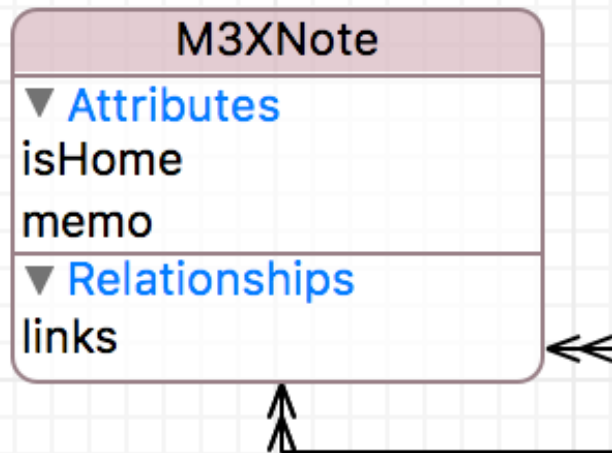 M3XNote
Attributes
isHome
memo
Relationships
links